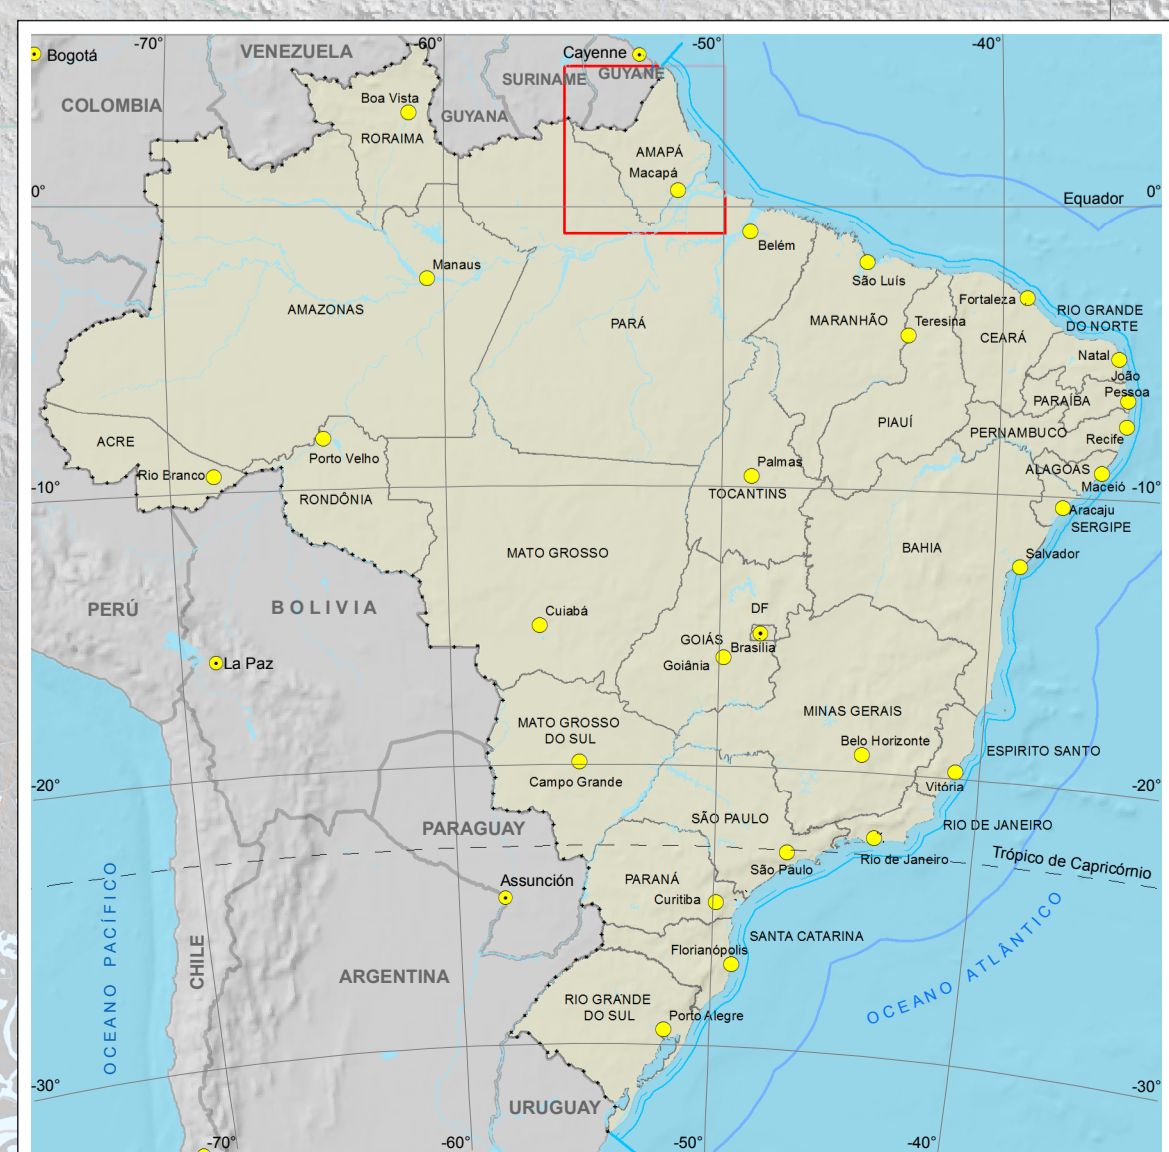 -70°
-60°
-50°
-40°
Bogotá
VENEZUELA
Cayenne
COLOMBIA
SURINAME
GUYANE
GUYANA
Boa Vista
RORAIMA
AMAPÁ
Macapá
0°
Equador
0°
Belém
Manaus
São Luís
AMAZONAS
PARÁ
MARANHÃO
Teresina
Fortaleza
CEARÁ
RIO GRANDE
DO NORTE
Natal
João
Pessoa
PARAÍBA
PIAUÍ
PERNAMBUCO
Recife
ACRE
Rio Branco
Porto Velho
RONDÔNIA
Palmas
TOCANTINS
ALAGOAS
Maceió
-10°
-10°
Aracaju
SERGIPE
MATO GROSSO
BAHIA
Salvador
PERÚ
BOLIVIA
Cuiabá
DF
GOIÁS
Brasília
Goiânia
La Paz
MATO GROSSO
DO SUL
Campo Grande
MINAS GERAIS
Belo Horizonte
ESPIRITO SANTO
Vitória
-20°
-20°
PARAGUAY
SÃO PAULO
RIO DE JANEIRO
Rio de Janeiro
São Paulo
Trópico de Capricórnio
Assunción
PARANÁ
Curitiba
OCEANO PACÍFICO
CHILE
ARGENTINA
SANTA CATARINA
Florianópolis
OCEANO ATLÂNTICO
RIO GRANDE
DO SUL
Porto Alegre
-30°
-30°
URUGUAY
-70°
-60°
-50°
-40°